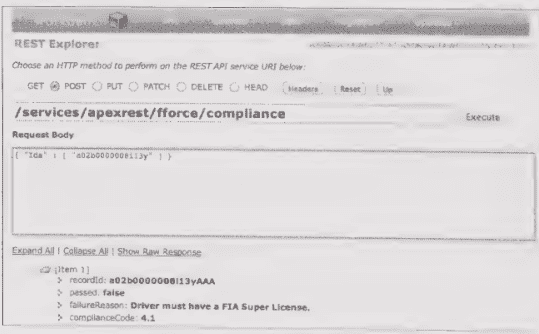 REST Explorer
Choose an HTTP method to perform on the REST API service URI below:
GET POST PUT PATCH DELETE HEAD Headers Reset Up
/services/apexrest/fforce/compliance
Execute
Request Body
Expand All | Collapse All | Show Raw Response
[Item 1]
recordId: a02b0000006i13yAAA
passed: false
failureReason: Driver must have a FIA Super License.
complianceCode: 4.1